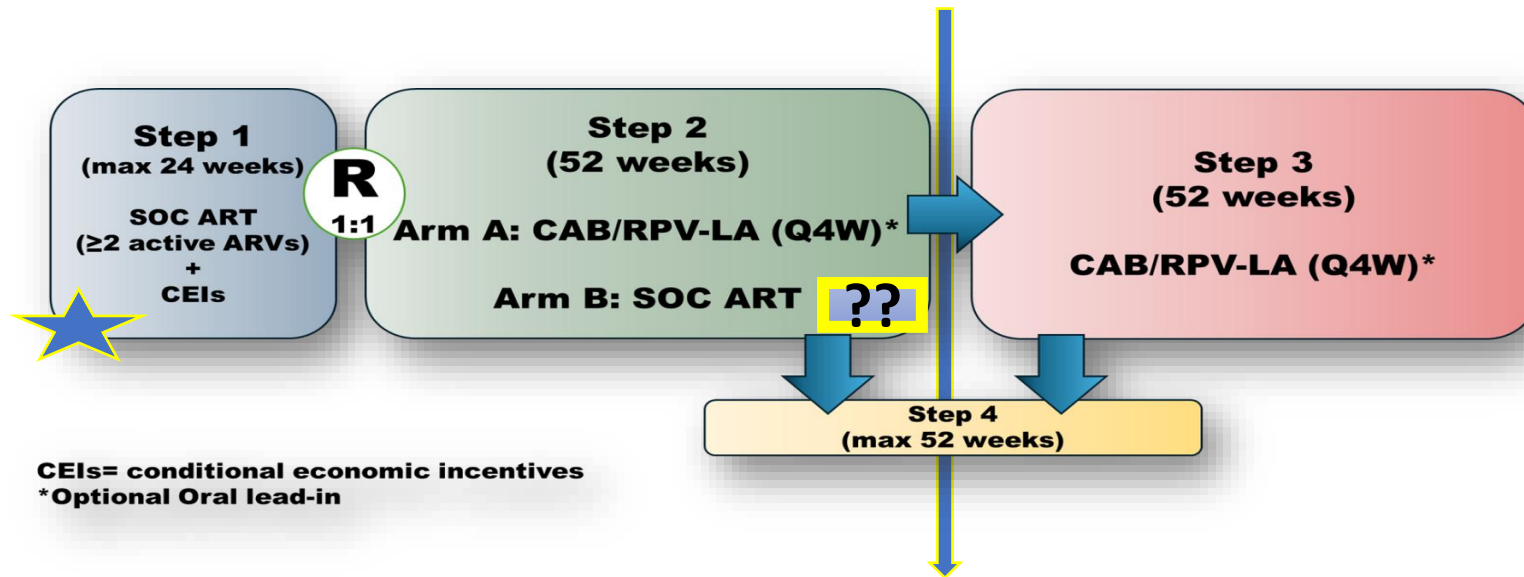 Step 1
(max 24 weeks)
SOC ART
(≥2 active ARVs)
+
CEIs
R
1:1
Step 2
(52 weeks)
Arm A: CAB/RPV-LA (Q4W)*
Arm B: SOC ART
??
Step 3
(52 weeks)
CAB/RPV-LA (Q4W)*
Step 4
(max 52 weeks)
CEIs= conditional economic incentives
*Optional Oral lead-in